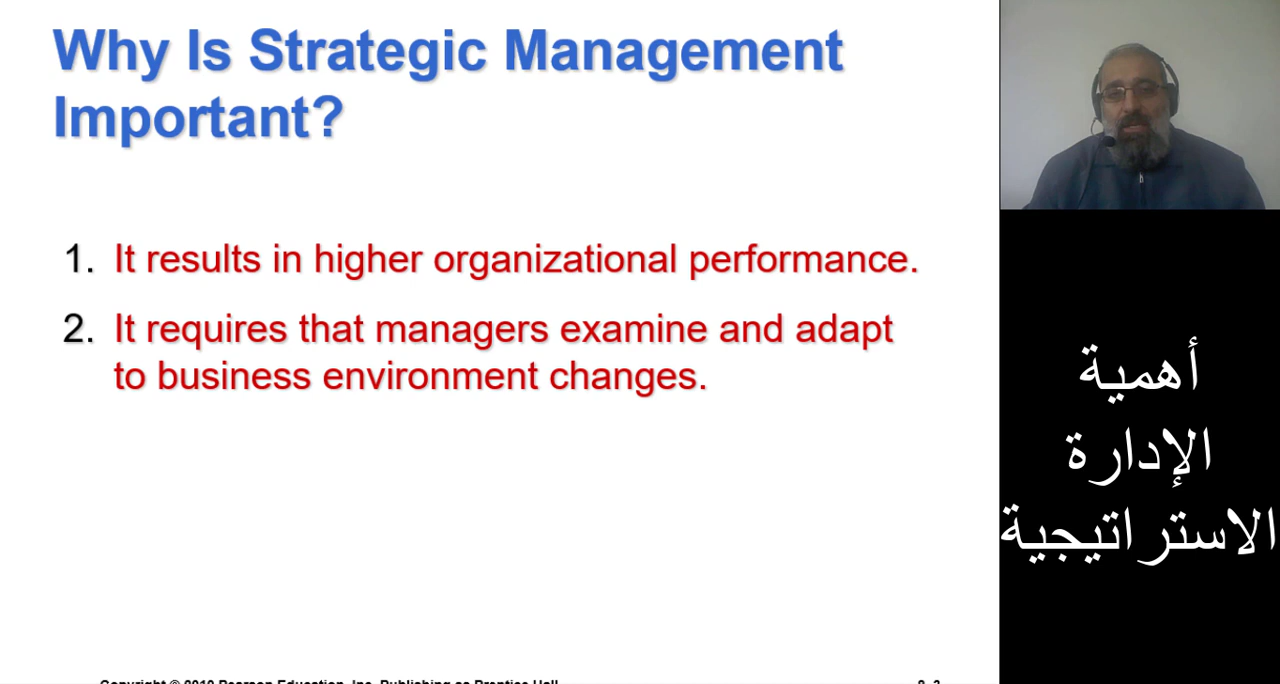 Why Is Strategic Management
Important?
1. It results in higher organizational performance.
2. It requires that managers examine and adapt
to business environment changes.
أهمية
الإدارة
الاستراتيجية